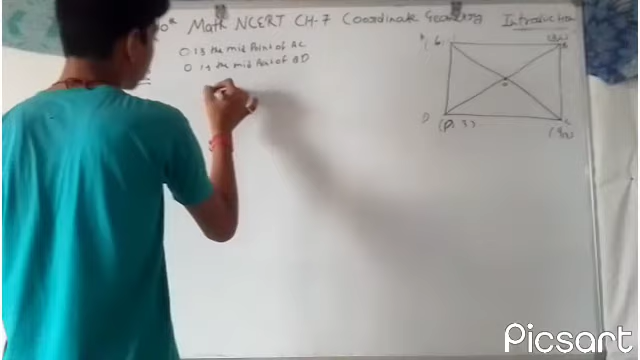 Math NCERT CH-7 Coordinate Geometry Introduction
O is the mid Point of AC
O is the mid Point of BD
A
B
O
D
(P, 3)
C
Picsart